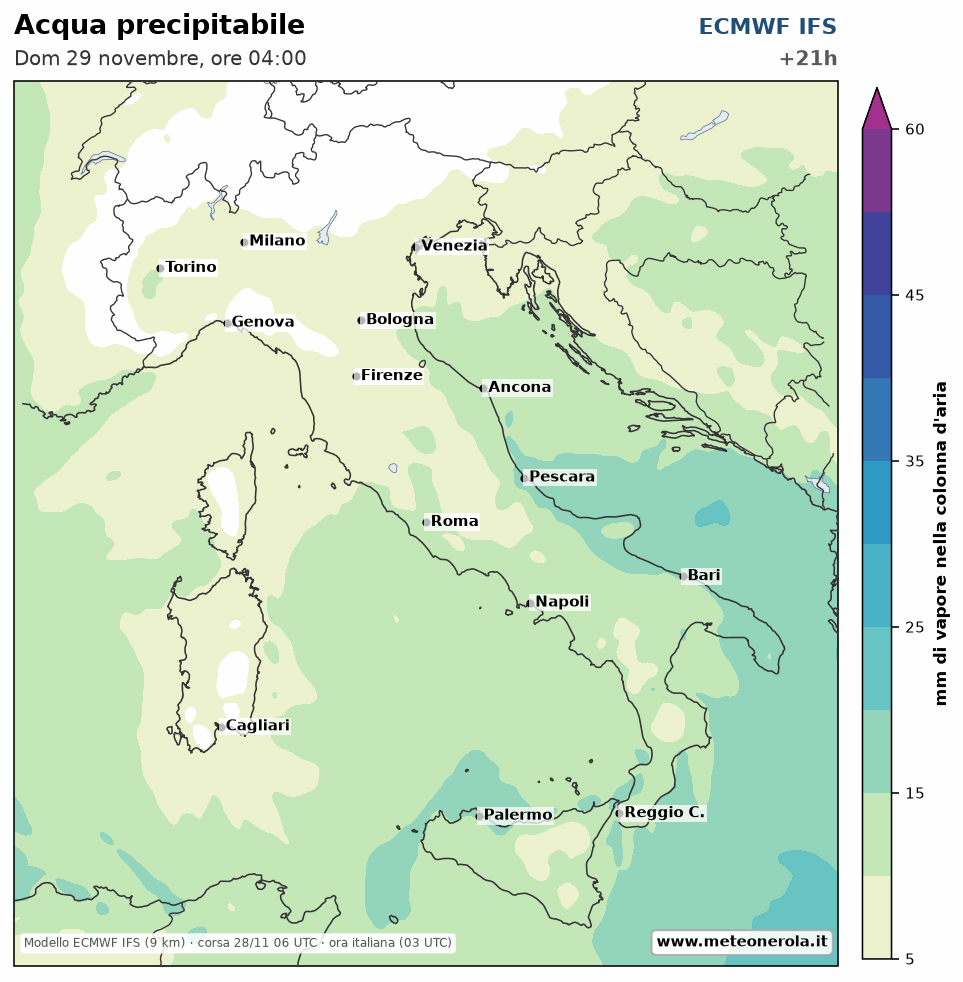 Acqua precipitabile
ECMWF IFS
Dom 29 novembre, ore 04:00
+21h
60
45
35
25
15
5
mm di vapore nella colonna d'aria
Milano
Venezia
Torino
Genova
Bologna
Firenze
Ancona
Pescara
Roma
Bari
Napoli
Cagliari
Palermo
Reggio C.
Modello ECMWF IFS (9 km) · corsa 28/11 06 UTC · ora italiana (03 UTC)
www.meteonerola.it